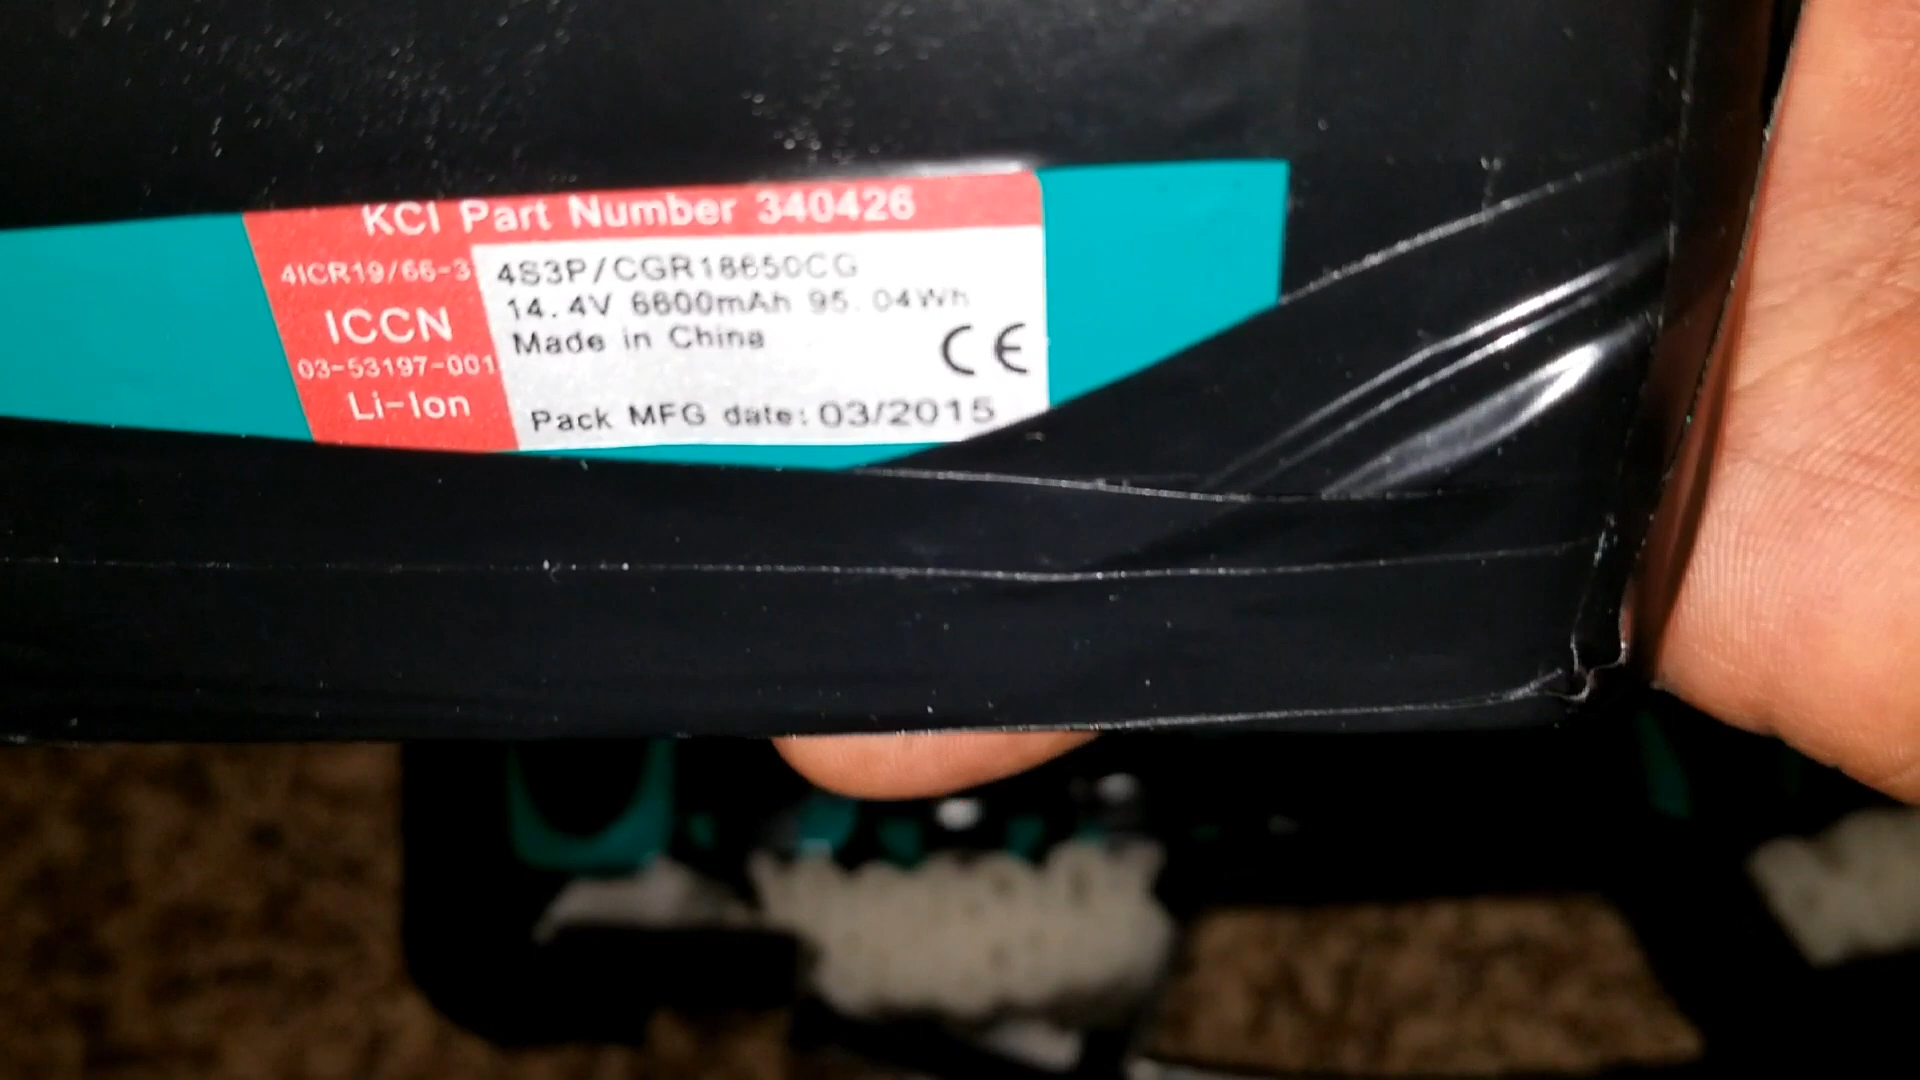 KCI Part Number 340426
4ICR19/66-3
ICCN
03-53197-001
Li-Ion
4S3P/CGR18650CG
14.4V 6600mAh 95.04Wh
Made in China
CE
Pack MFG date: 03/2015